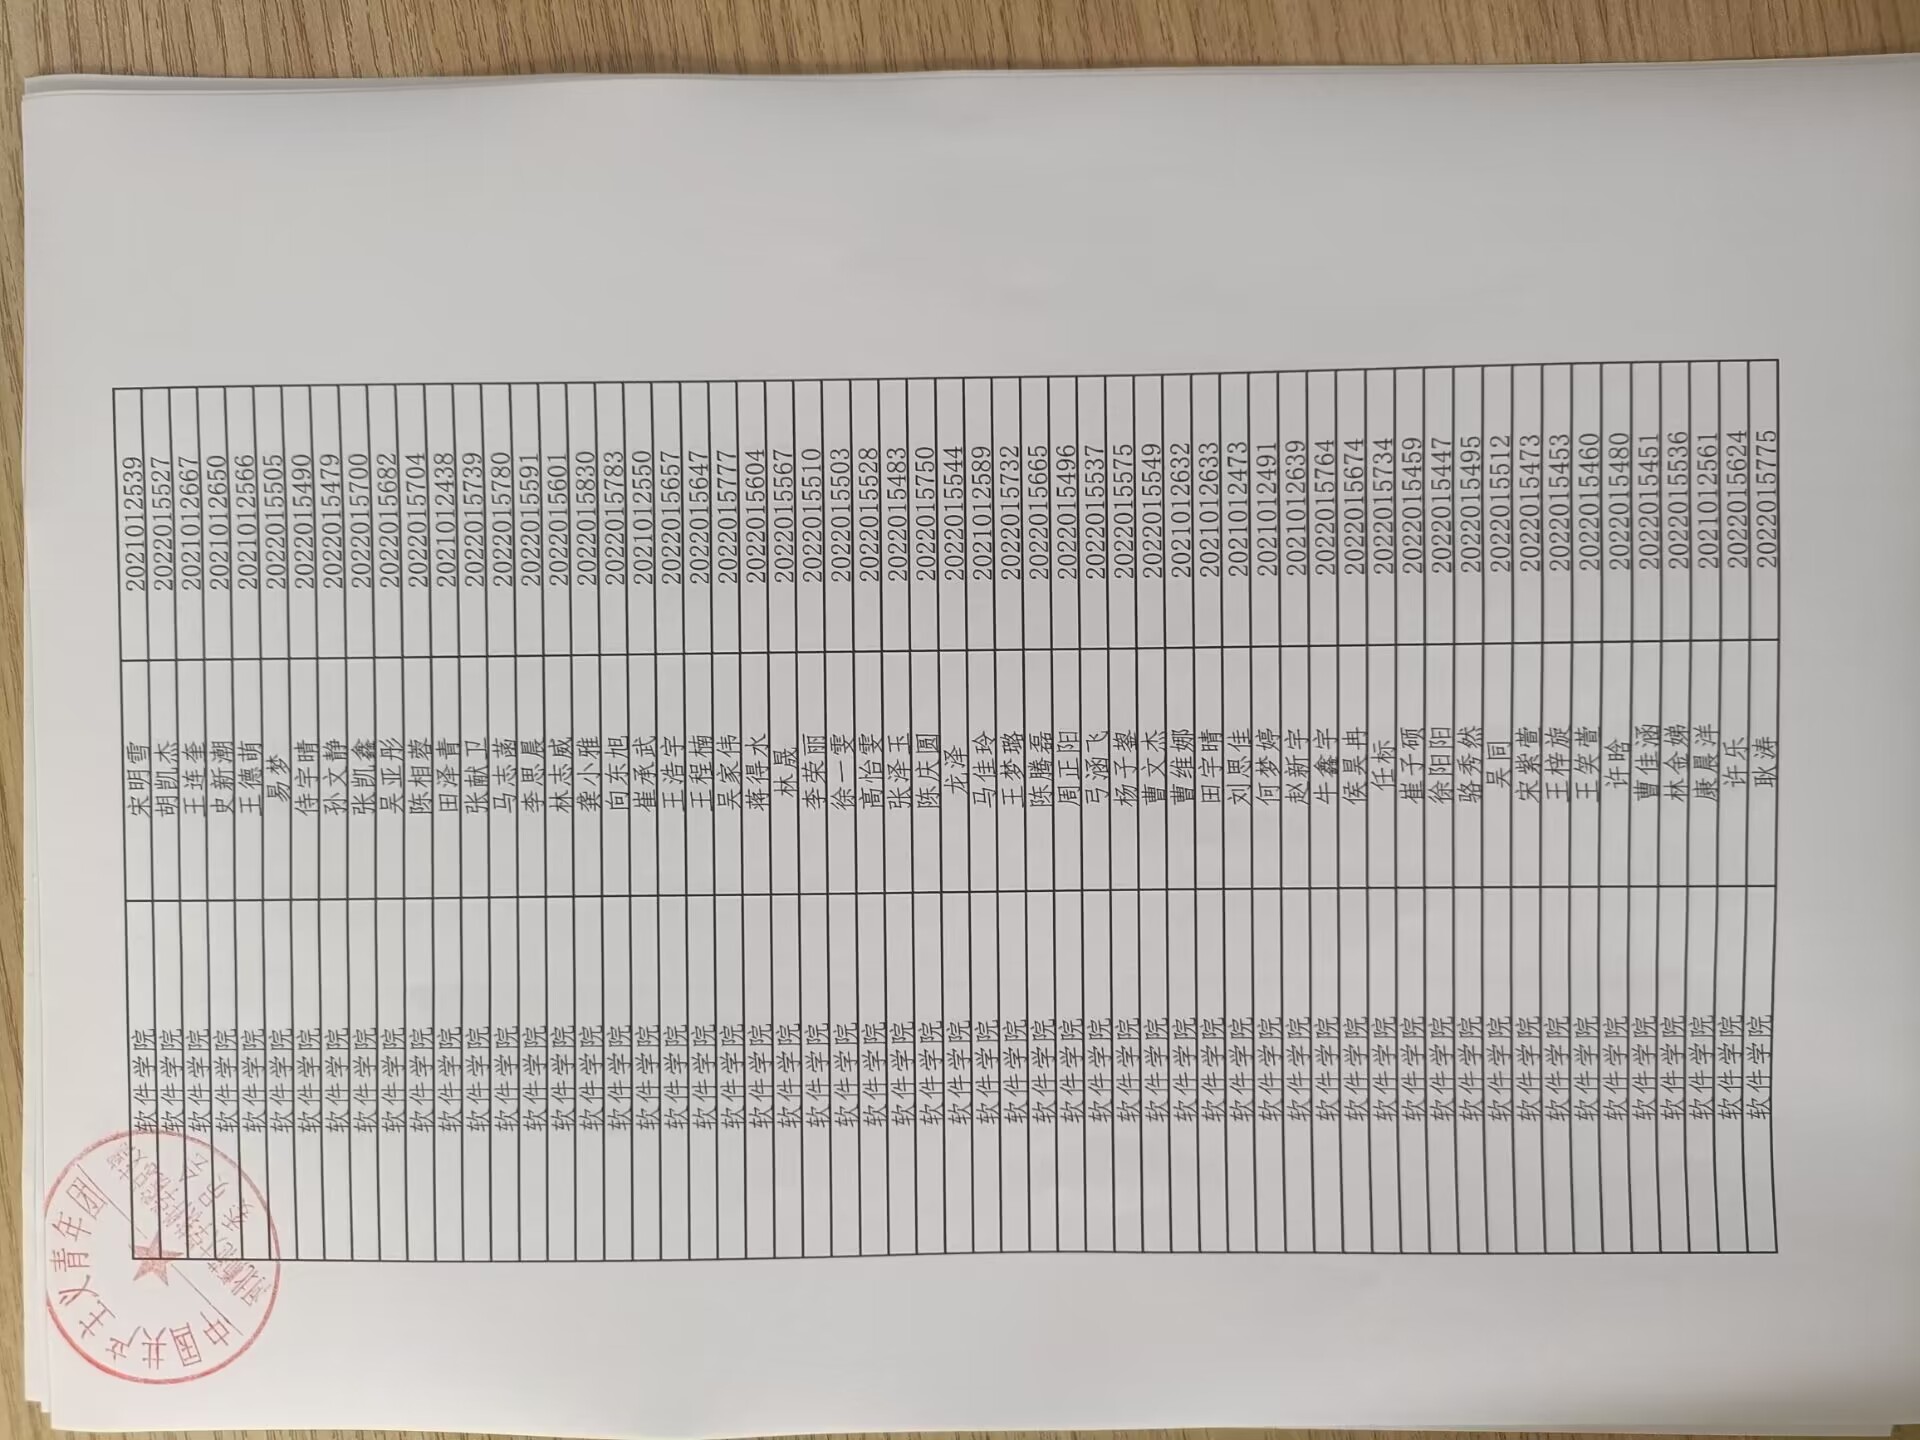 中国共产主义青年团
河北师范大学软件学院总支部
委员会
软件学院 宋明雪 2021012539
软件学院 胡凯杰 2022015527
软件学院 王连奎 2021012667
软件学院 史新潮 2021012650
软件学院 王德萌 2021012566
软件学院 易梦 2022015505
软件学院 侍宇晴 2022015490
软件学院 孙文静 2022015479
软件学院 张凯鑫 2022015700
软件学院 吴亚彤 2022015682
软件学院 陈相蓉 2022015704
软件学院 田泽青 2021012438
软件学院 张献卫 2022015739
软件学院 马志菡 2022015780
软件学院 李思晨 2022015591
软件学院 林志威 2022015601
软件学院 龚小雅 2022015830
软件学院 向东旭 2022015783
软件学院 崔承武 2021012550
软件学院 王浩宇 2022015657
软件学院 王程楠 2022015647
软件学院 吴家伟 2022015777
软件学院 蒋得水 2022015604
软件学院 林晟 2022015567
软件学院 李荣丽 2022015510
软件学院 徐一雯 2022015503
软件学院 高怡雯 2022015528
软件学院 张泽玉 2022015483
软件学院 陈庆圆 2022015750
软件学院 龙泽 2022015544
软件学院 马佳玲 2021012589
软件学院 王梦璐 2022015732
软件学院 陈腾磊 2022015665
软件学院 周正阳 2022015496
软件学院 弓涵飞 2022015537
软件学院 杨子鋆 2022015575
软件学院 曹文杰 2022015549
软件学院 曹维娜 2021012632
软件学院 田宇晴 2021012633
软件学院 刘思佳 2021012473
软件学院 何梦婷 2021012491
软件学院 赵新宇 2021012639
软件学院 牛鑫宇 2022015764
软件学院 侯昊冉 2022015674
软件学院 任标 2022015734
软件学院 崔子硕 2022015459
软件学院 徐阳阳 2022015447
软件学院 骆秀然 2022015495
软件学院 吴同 2022015512
软件学院 宋紫萱 2022015473
软件学院 王梓旋 2022015453
软件学院 王笑萱 2022015460
软件学院 许晗 2022015480
软件学院 曹佳涵 2022015451
软件学院 林金娣 2022015536
软件学院 康晨洋 2021012561
软件学院 许乐 2022015624
软件学院 耿涛 2022015775